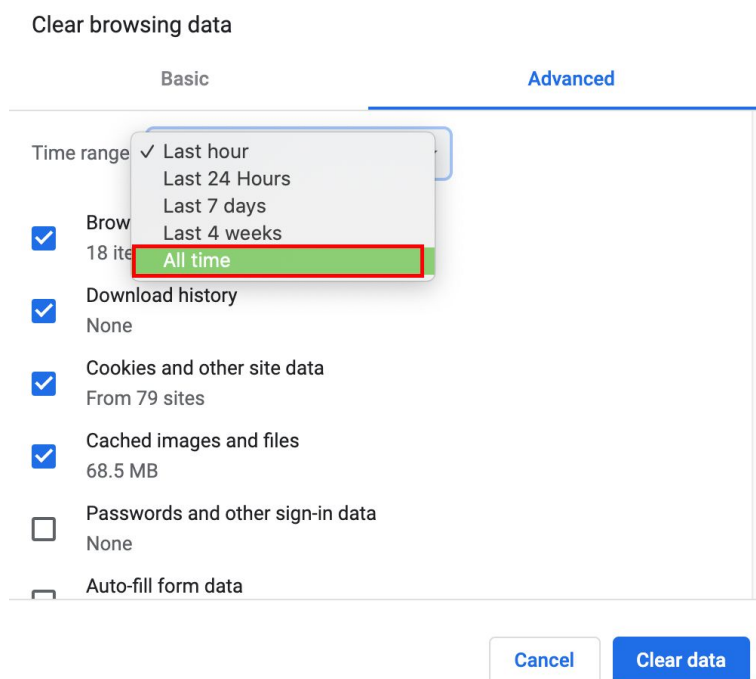 Clear browsing data
Basic Advanced
Time range
✓ Last hour
Last 24 Hours
Last 7 days
Last 4 weeks
All time
Brow
18 ite
Download history
None
Cookies and other site data
From 79 sites
Cached images and files
68.5 MB
Passwords and other sign-in data
None
Auto-fill form data
Cancel Clear data